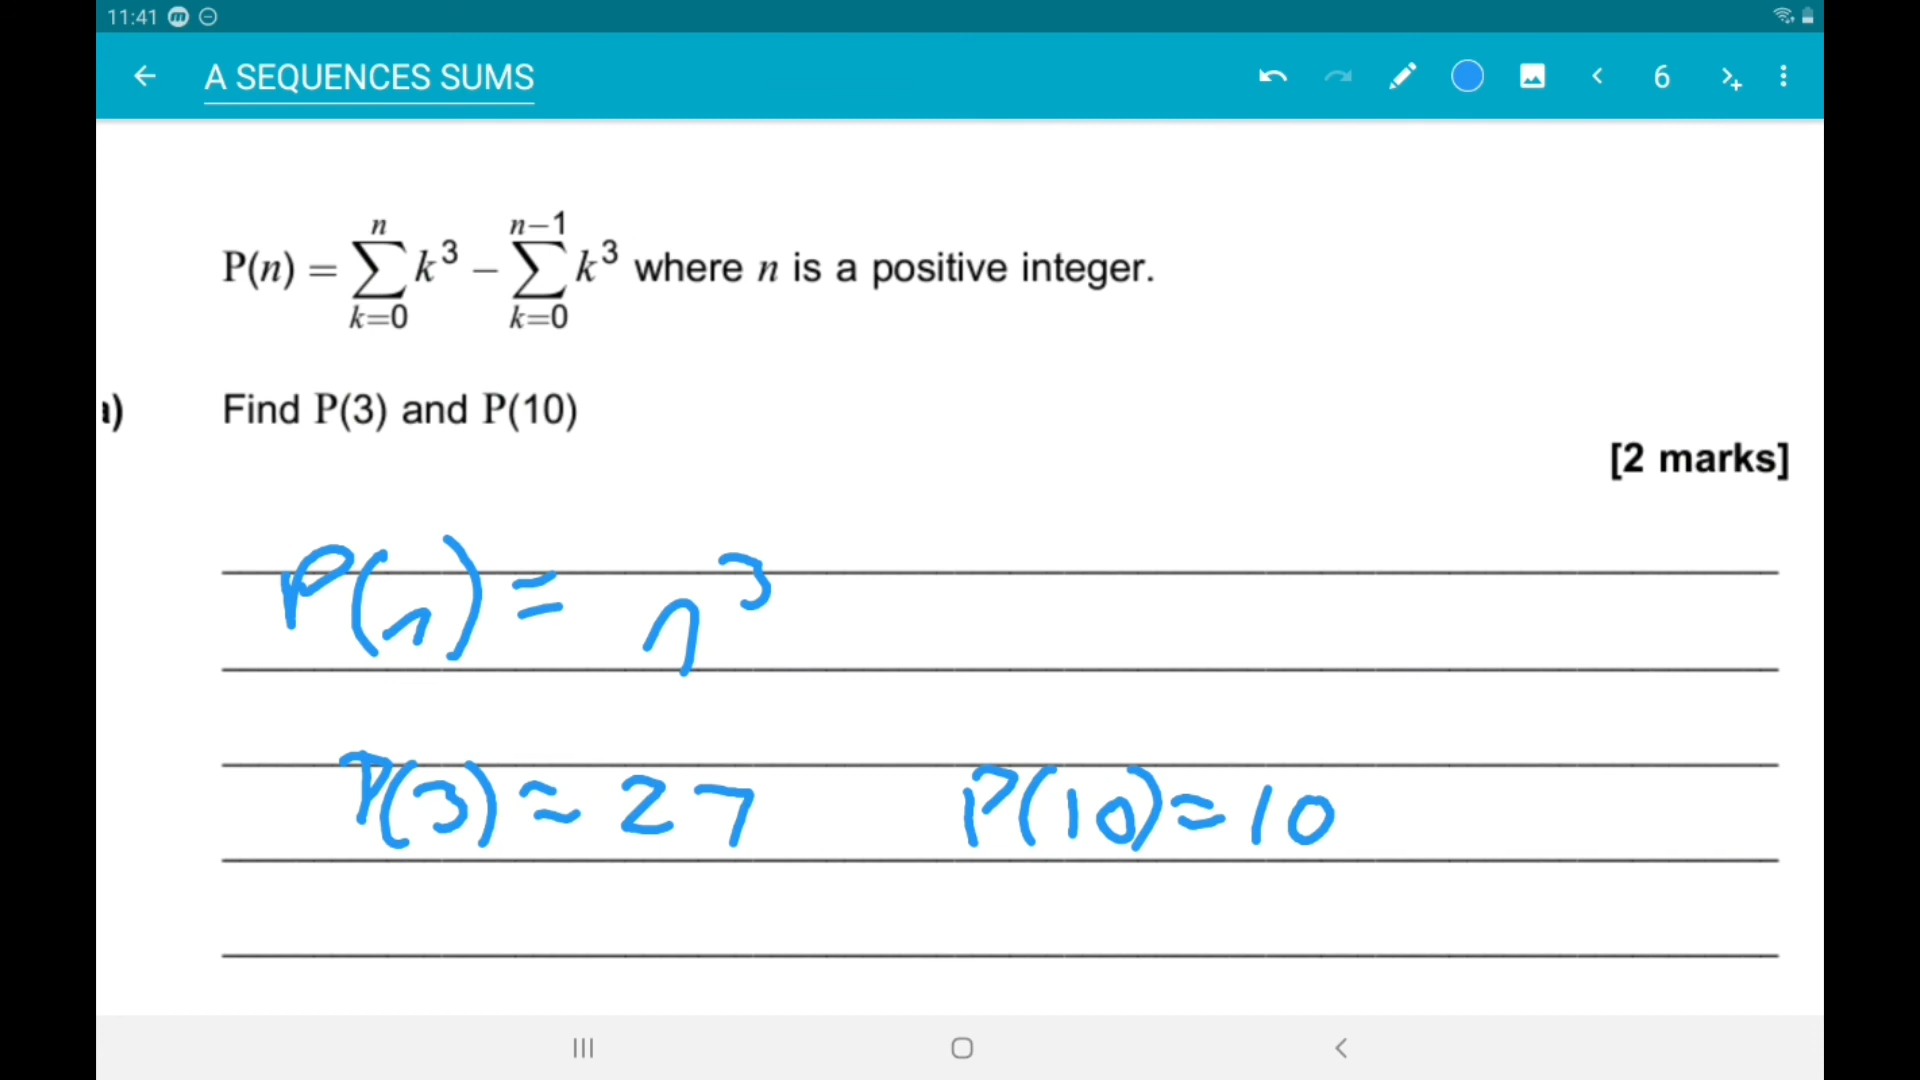 11:41
A SEQUENCES SUMS
6
P(n) = ∑_{k=0}^{n} k³ − ∑_{k=0}^{n−1} k³ where n is a positive integer.
) Find P(3) and P(10)
[2 marks]
P(n) = n³
P(3) = 27 P(10) = 10